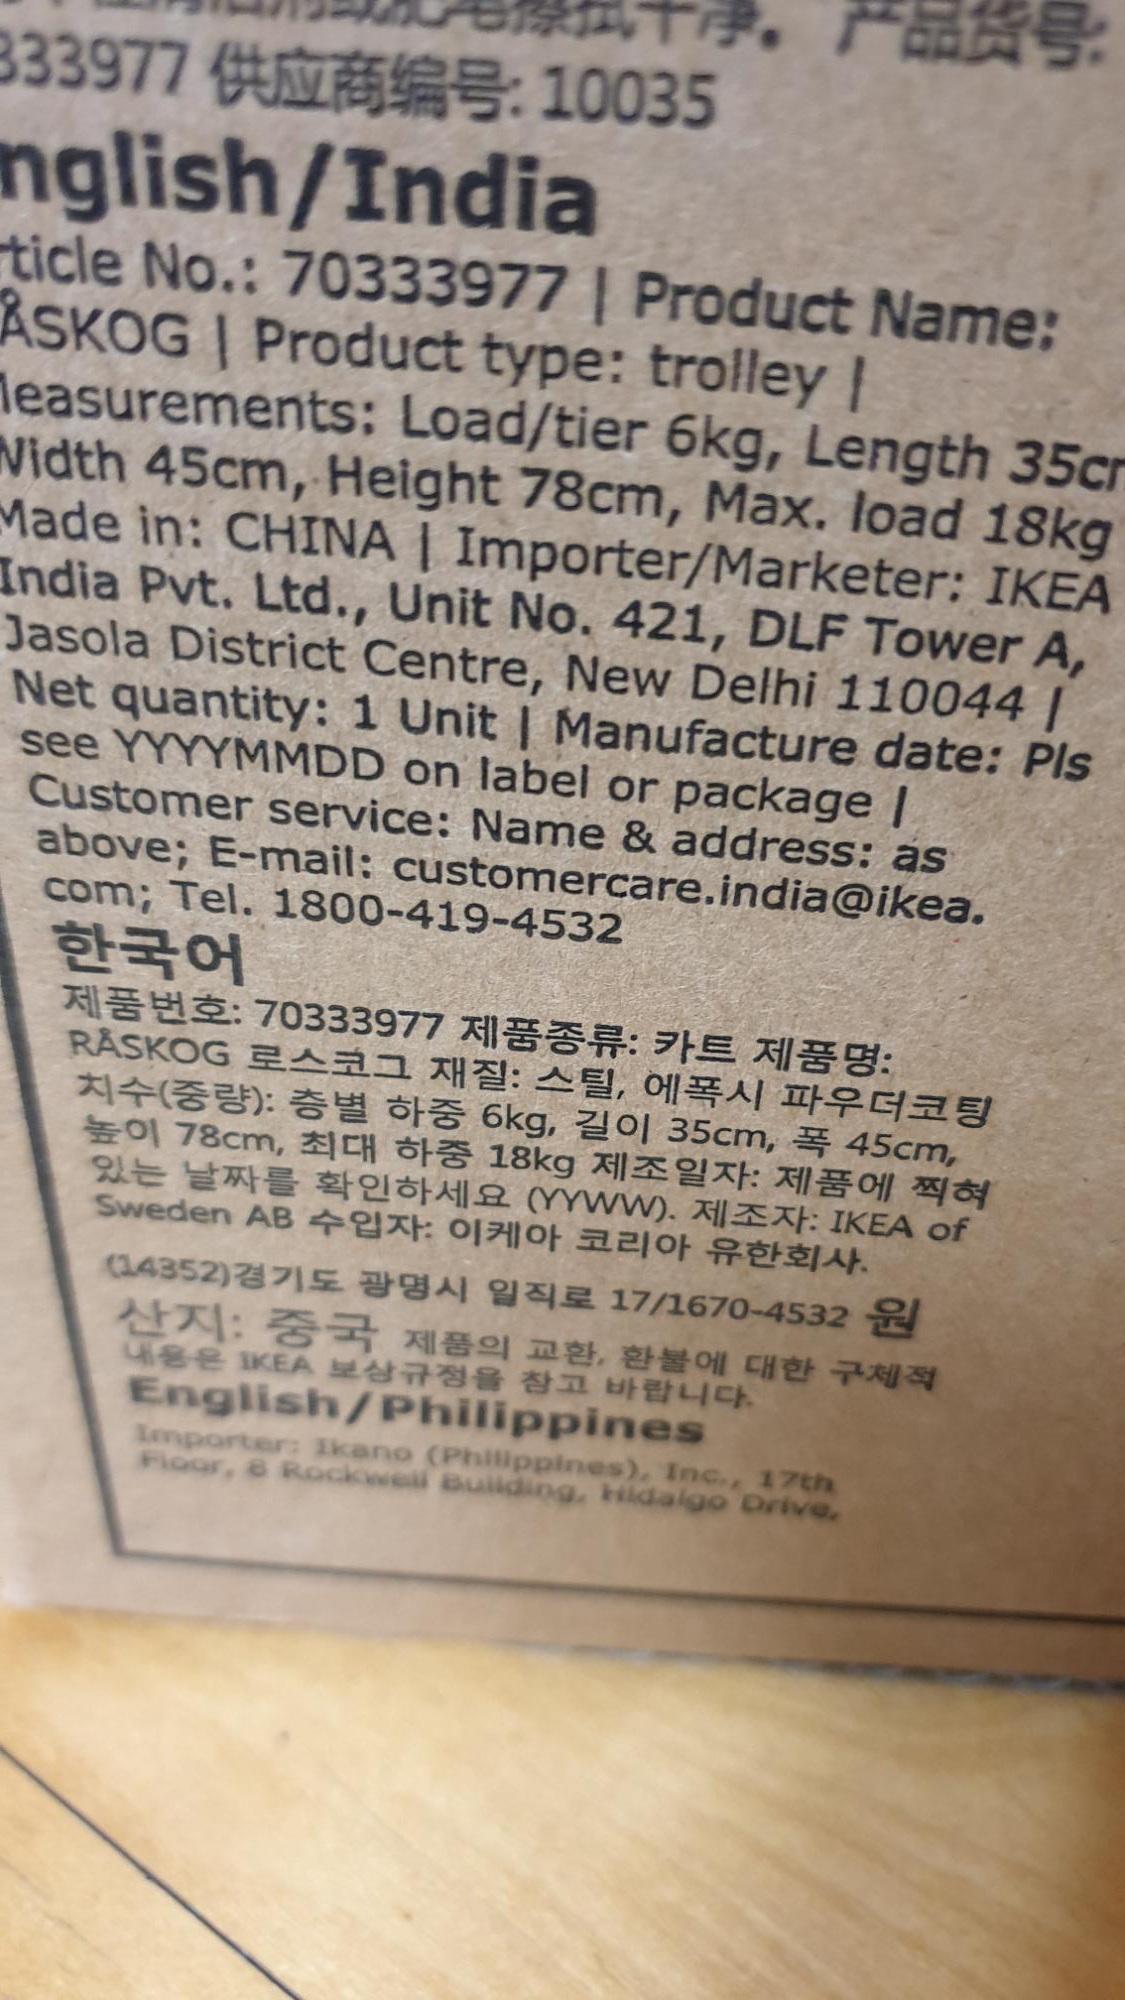 擦拭干净。 产品货号:
333977 供应商编号: 10035
nglish/India
ticle No.: 70333977 | Product Name:
ÅSKOG | Product type: trolley |
Measurements: Load/tier 6kg, Length 35cm
Width 45cm, Height 78cm, Max. load 18kg
Made in: CHINA | Importer/Marketer: IKEA
India Pvt. Ltd., Unit No. 421, DLF Tower A,
Jasola District Centre, New Delhi 110044 |
Net quantity: 1 Unit | Manufacture date: Pls
see YYYYMMDD on label or package |
Customer service: Name & address: as
above; E-mail: customercare.india@ikea.
com; Tel. 1800-419-4532
한국어
제품번호: 70333977 제품종류: 카트 제품명:
RÅSKOG 로스코그 재질: 스틸, 에폭시 파우더코팅
치수(중량): 층별 하중 6kg, 길이 35cm, 폭 45cm,
높이 78cm, 최대 하중 18kg 제조일자: 제품에 찍혀
있는 날짜를 확인하세요 (YYWW). 제조자: IKEA of
Sweden AB 수입자: 이케아 코리아 유한회사.
(14352)경기도 광명시 일직로 17/1670-4532 원
산지: 중국 제품의 교환, 환불에 대한 구체적
내용은 IKEA 보상규정을 참고 바랍니다.
English/Philippines
Importer: Ikano (Philippines), Inc., 17th
Floor, 8 Rockwell Building, Hidalgo Drive,